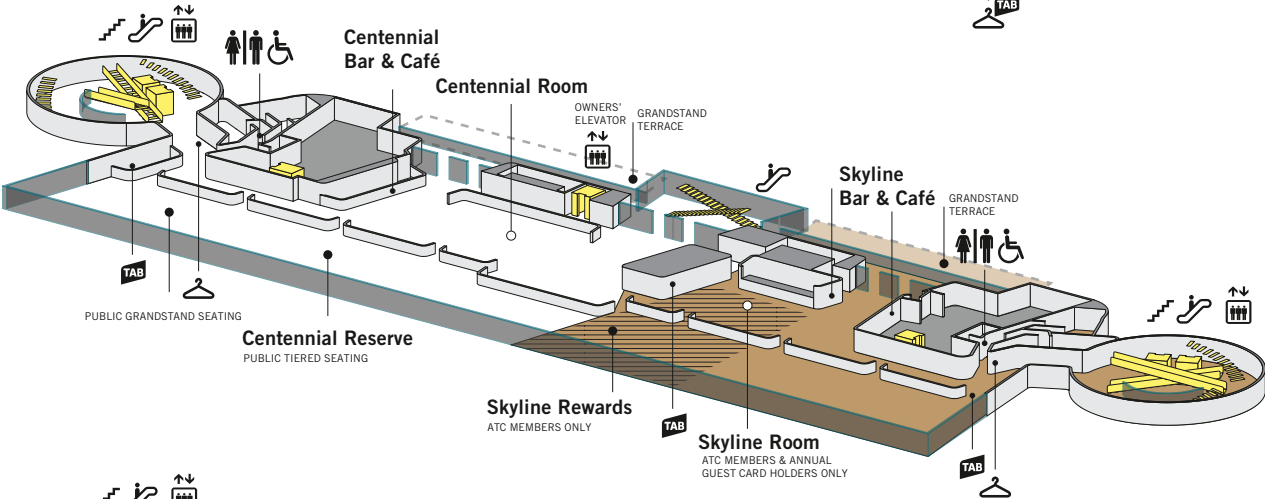 TAB
Centennial
Bar & Café
Centennial Room
OWNERS'
ELEVATOR
GRANDSTAND
TERRACE
Skyline
Bar & Café
GRANDSTAND
TERRACE
TAB
PUBLIC GRANDSTAND SEATING
Centennial Reserve
PUBLIC TIERED SEATING
Skyline Rewards
ATC MEMBERS ONLY
TAB
Skyline Room
ATC MEMBERS & ANNUAL
GUEST CARD HOLDERS ONLY
TAB